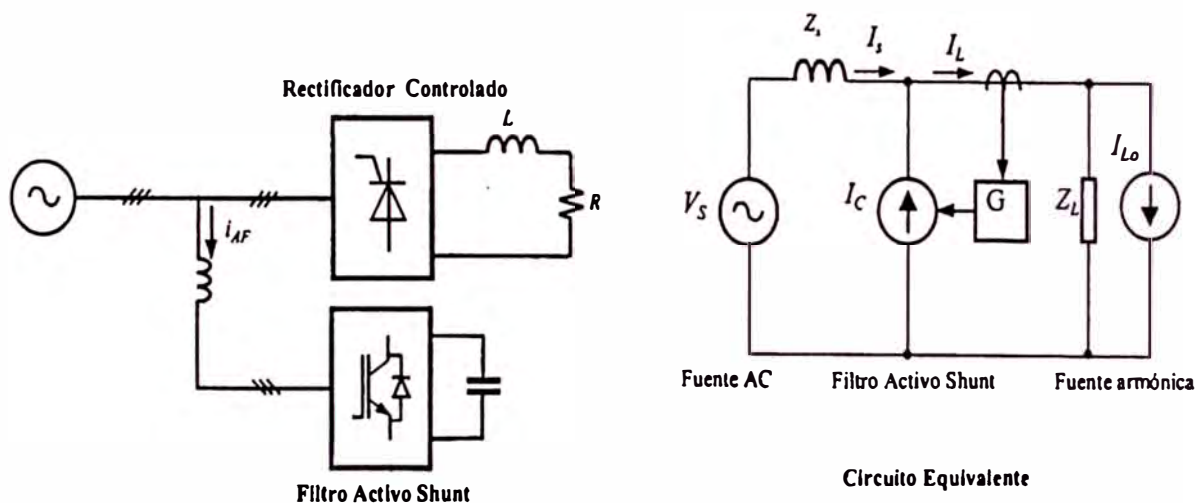 Rectificador Controlado
L
R
i_AF
Filtro Activo Shunt
Z_s
I_s
I_L
V_S
I_C
G
Z_L
I_Lo
Fuente AC
Filtro Activo Shunt
Fuente armónica
Circuito Equivalente